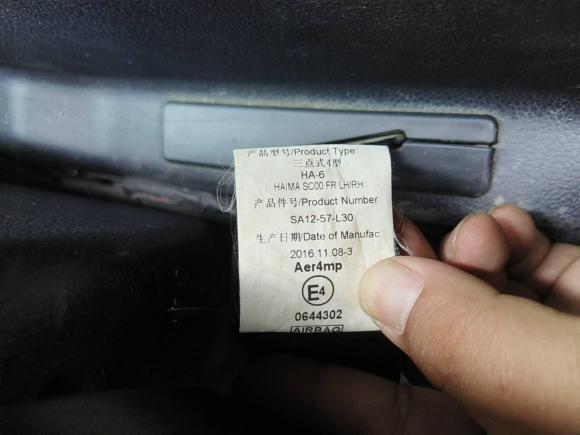 产品型号/Product Type
三点式4型
HA-6
HAIMA SC00 FR LH/RH
产品件号/Product Number
SA12-57-L30
生产日期/Date of Manufac
2016.11.08-3
Aer4mp
E4
0644302
AIRBAG